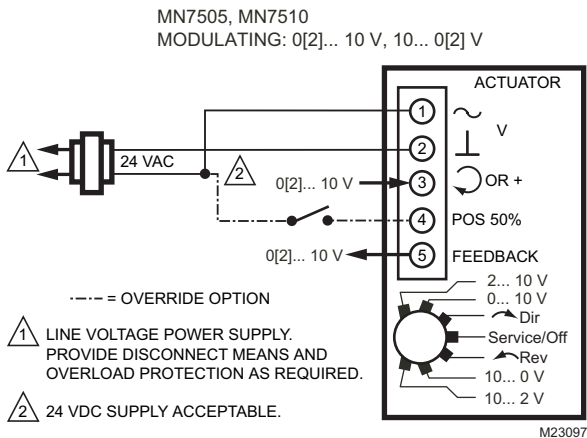 MN7505, MN7510
MODULATING: 0[2]... 10 V, 10... 0[2] V
ACTUATOR
1
V
1
2
24 VAC
2
0[2]... 10 V
3
OR +
4
POS 50%
0[2]... 10 V
5
FEEDBACK
2... 10 V
0... 10 V
Dir
Service/Off
Rev
10... 0 V
10... 2 V
= OVERRIDE OPTION
1 LINE VOLTAGE POWER SUPPLY.
PROVIDE DISCONNECT MEANS AND
OVERLOAD PROTECTION AS REQUIRED.
2 24 VDC SUPPLY ACCEPTABLE.
M23097